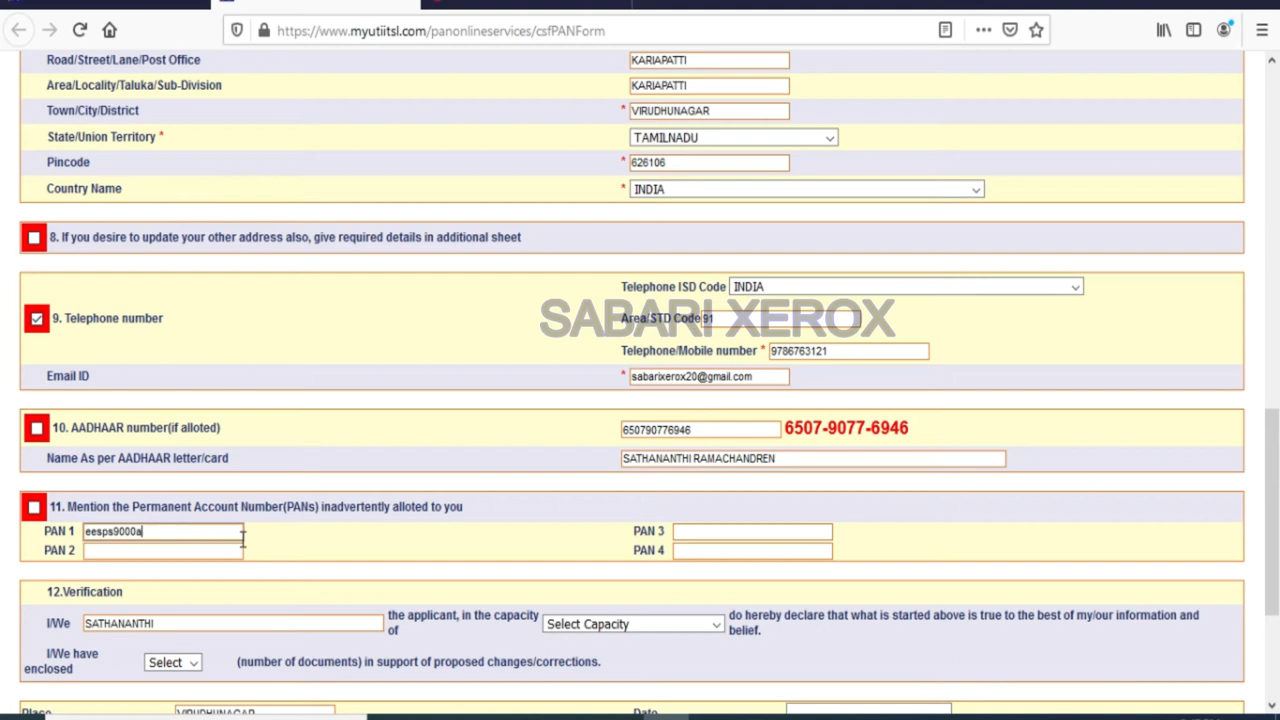 https://www.myutiitsl.com/panonlineservices/csfPANForm
Road/Street/Lane/Post Office KARIAPATTI
Area/Locality/Taluka/Sub-Division KARIAPATTI
Town/City/District * VIRUDHUNAGAR
State/Union Territory * TAMILNADU
Pincode * 626106
Country Name * INDIA
8. If you desire to update your other address also, give required details in additional sheet
Telephone ISD Code INDIA
9. Telephone number Area/STD Code 91
SABARI XEROX
Telephone/Mobile number * 9786763121
Email ID * sabarixerox20@gmail.com
10. AADHAAR number(if alloted) 650790776946 6507-9077-6946
Name As per AADHAAR letter/card SATHANANTHI RAMACHANDREN
11. Mention the Permanent Account Number(PANs) inadvertently alloted to you
PAN 1 eesps9000a PAN 3
PAN 2 PAN 4
12.Verification
I/We SATHANANTHI the applicant, in the capacity of Select Capacity do hereby declare that what is started above is true to the best of my/our information and belief.
I/We have enclosed Select (number of documents) in support of proposed changes/corrections.
Place VIRUDHUNAGAR Date